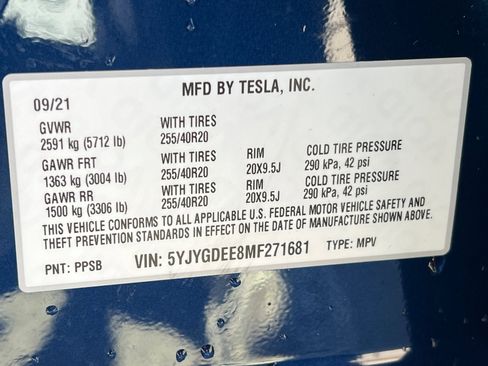 MFD BY TESLA, INC.
09/21
GVWR WITH TIRES
2591 kg (5712 lb) 255/40R20
GAWR FRT WITH TIRES RIM COLD TIRE PRESSURE
1363 kg (3004 lb) 255/40R20 20X9.5J 290 kPa, 42 psi
GAWR RR WITH TIRES RIM COLD TIRE PRESSURE
1500 kg (3306 lb) 255/40R20 20X9.5J 290 kPa, 42 psi
THIS VEHICLE CONFORMS TO ALL APPLICABLE U.S. FEDERAL MOTOR VEHICLE SAFETY AND
THEFT PREVENTION STANDARDS IN EFFECT ON THE DATE OF MANUFACTURE SHOWN ABOVE.
PNT: PPSB VIN: 5YJYGDEE8MF271681 TYPE: MPV